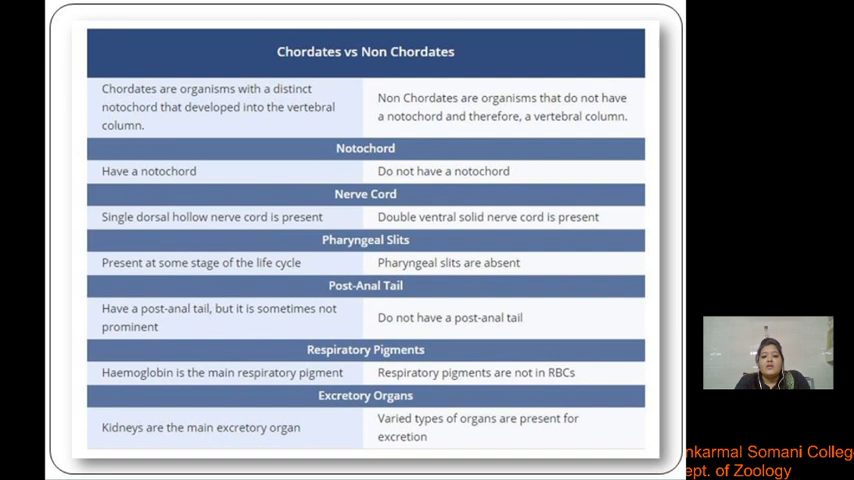 Chordates vs Non Chordates
Chordates are organisms with a distinct
notochord that developed into the vertebral
column.
Non Chordates are organisms that do not have
a notochord and therefore, a vertebral column.
Notochord
Have a notochord
Do not have a notochord
Nerve Cord
Single dorsal hollow nerve cord is present
Double ventral solid nerve cord is present
Pharyngeal Slits
Present at some stage of the life cycle
Pharyngeal slits are absent
Post-Anal Tail
Have a post-anal tail, but it is sometimes not
prominent
Do not have a post-anal tail
Respiratory Pigments
Haemoglobin is the main respiratory pigment
Respiratory pigments are not in RBCs
Excretory Organs
Kidneys are the main excretory organ
Varied types of organs are present for
excretion
nkarmal Somani Colleg
ept. of Zoology